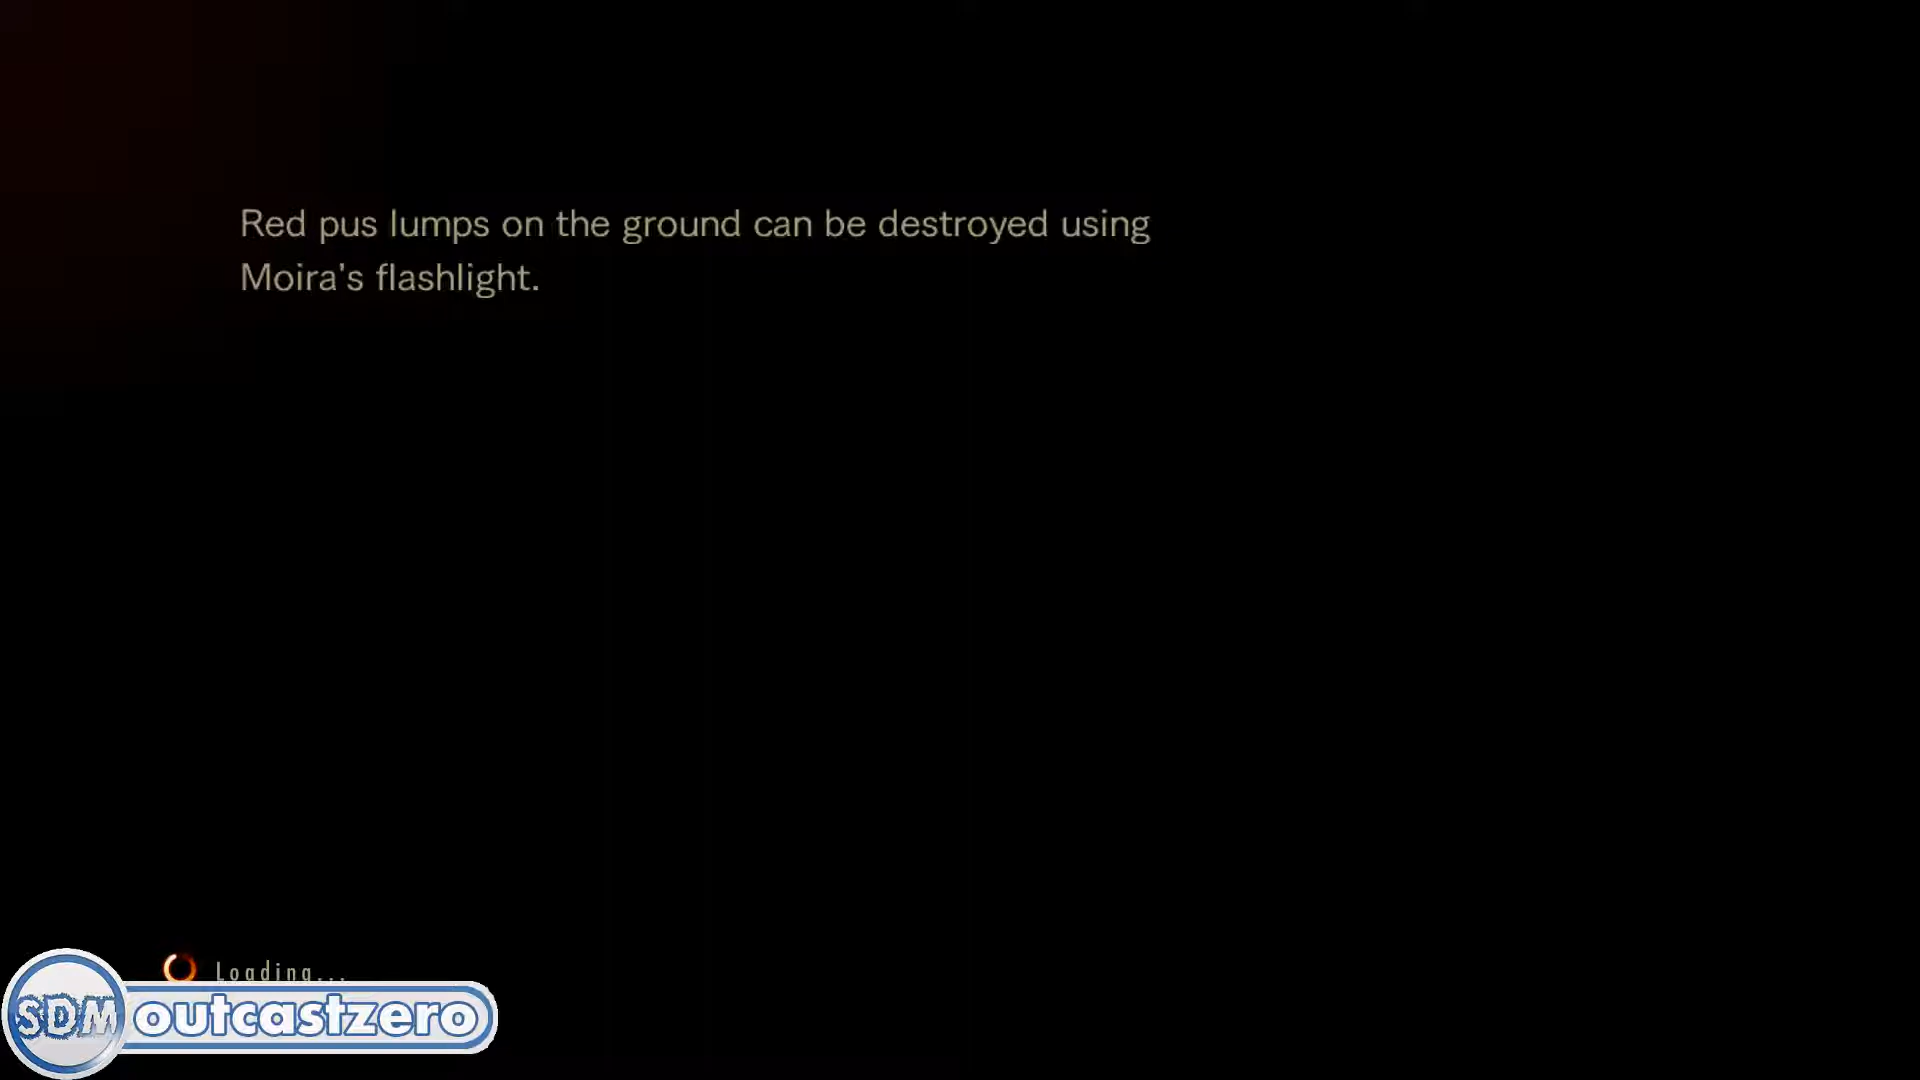 Red pus lumps on the ground can be destroyed using
Moira's flashlight.
Loading...
SDM outcastzero